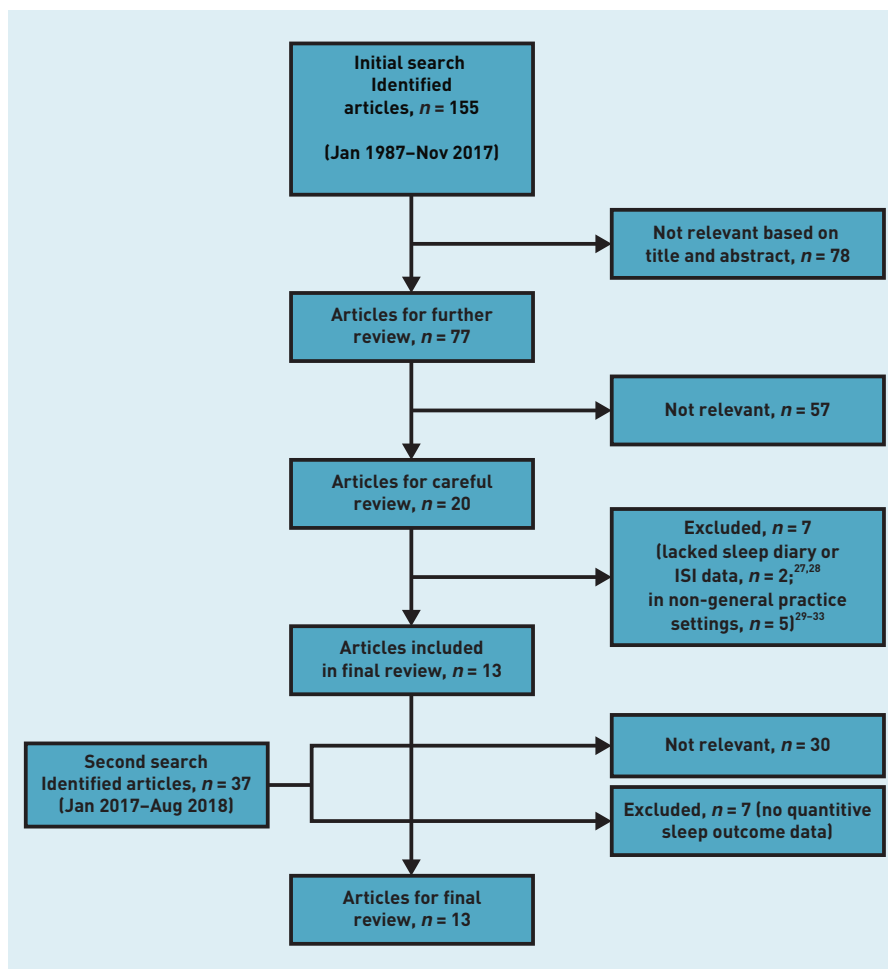 Initial search
Identified
articles, n = 155
(Jan 1987–Nov 2017)
Not relevant based on
title and abstract, n = 78
Articles for further
review, n = 77
Not relevant, n = 57
Articles for careful
review, n = 20
Excluded, n = 7
(lacked sleep diary or
ISI data, n = 2;27,28
in non-general practice
settings, n = 5)29–33
Articles included
in final review, n = 13
Second search
Identified articles, n = 37
(Jan 2017–Aug 2018)
Not relevant, n = 30
Excluded, n = 7 (no quantitive
sleep outcome data)
Articles for final
review, n = 13